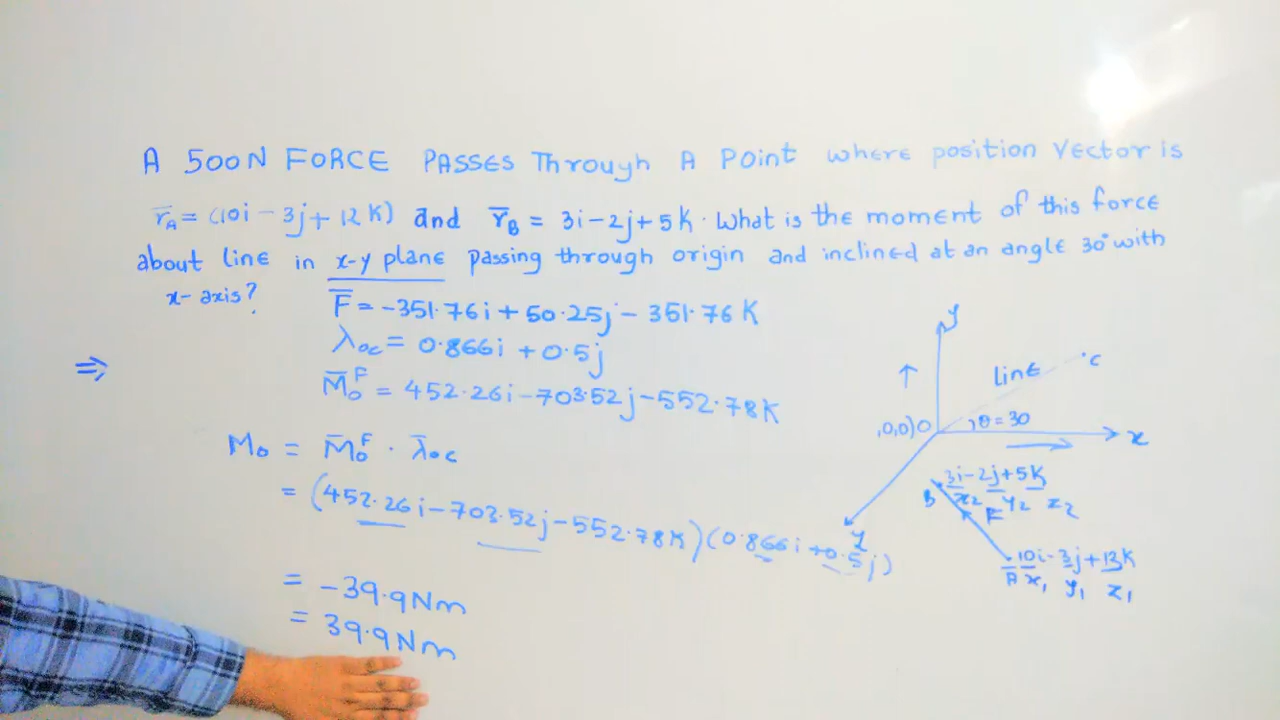 A 500N FORCE PASSES Through A Point where position Vector is
r̄A = (10i - 3j + 12K) and r̄B = 3i - 2j + 5K. What is the moment of this force
about line in x-y plane passing through origin and inclined at an angle 30° with
x-axis?
F̄ = -351.76i + 50.25j - 351.76K
⇒
λoc = 0.866i + 0.5j
M̄oF = 452.26i - 703.52j - 552.78K
Mo = M̄oF . λ̄oc
= (452.26i - 703.52j - 552.78K)(0.866i + 0.5j)
= -39.9Nm
= 39.9Nm
y
↑
Line
c
,0,0)0
θ = 30
x
3i - 2j + 5K
x2 y2 z2
B
F
z
10i - 3j + 13K
A x1 y1 z1